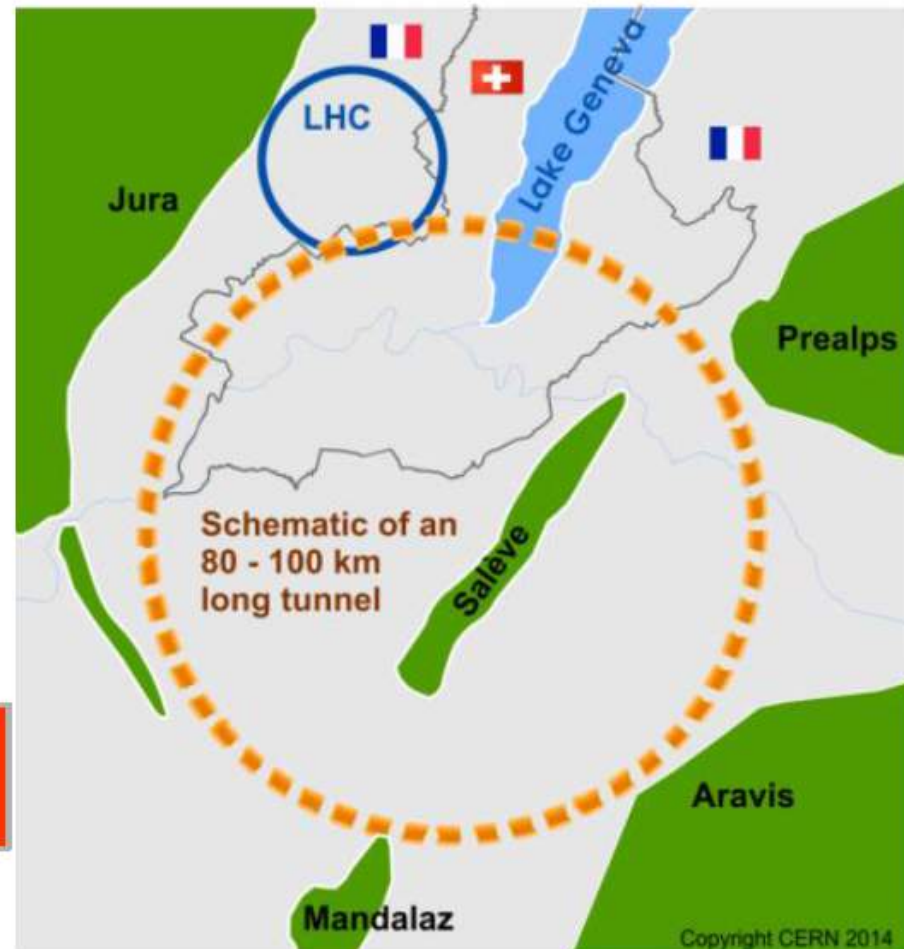 LHC
Lake Geneva
Jura
Prealps
Schematic of an
80 - 100 km
long tunnel
Salève
Aravis
Mandalaz
Copyright CERN 2014